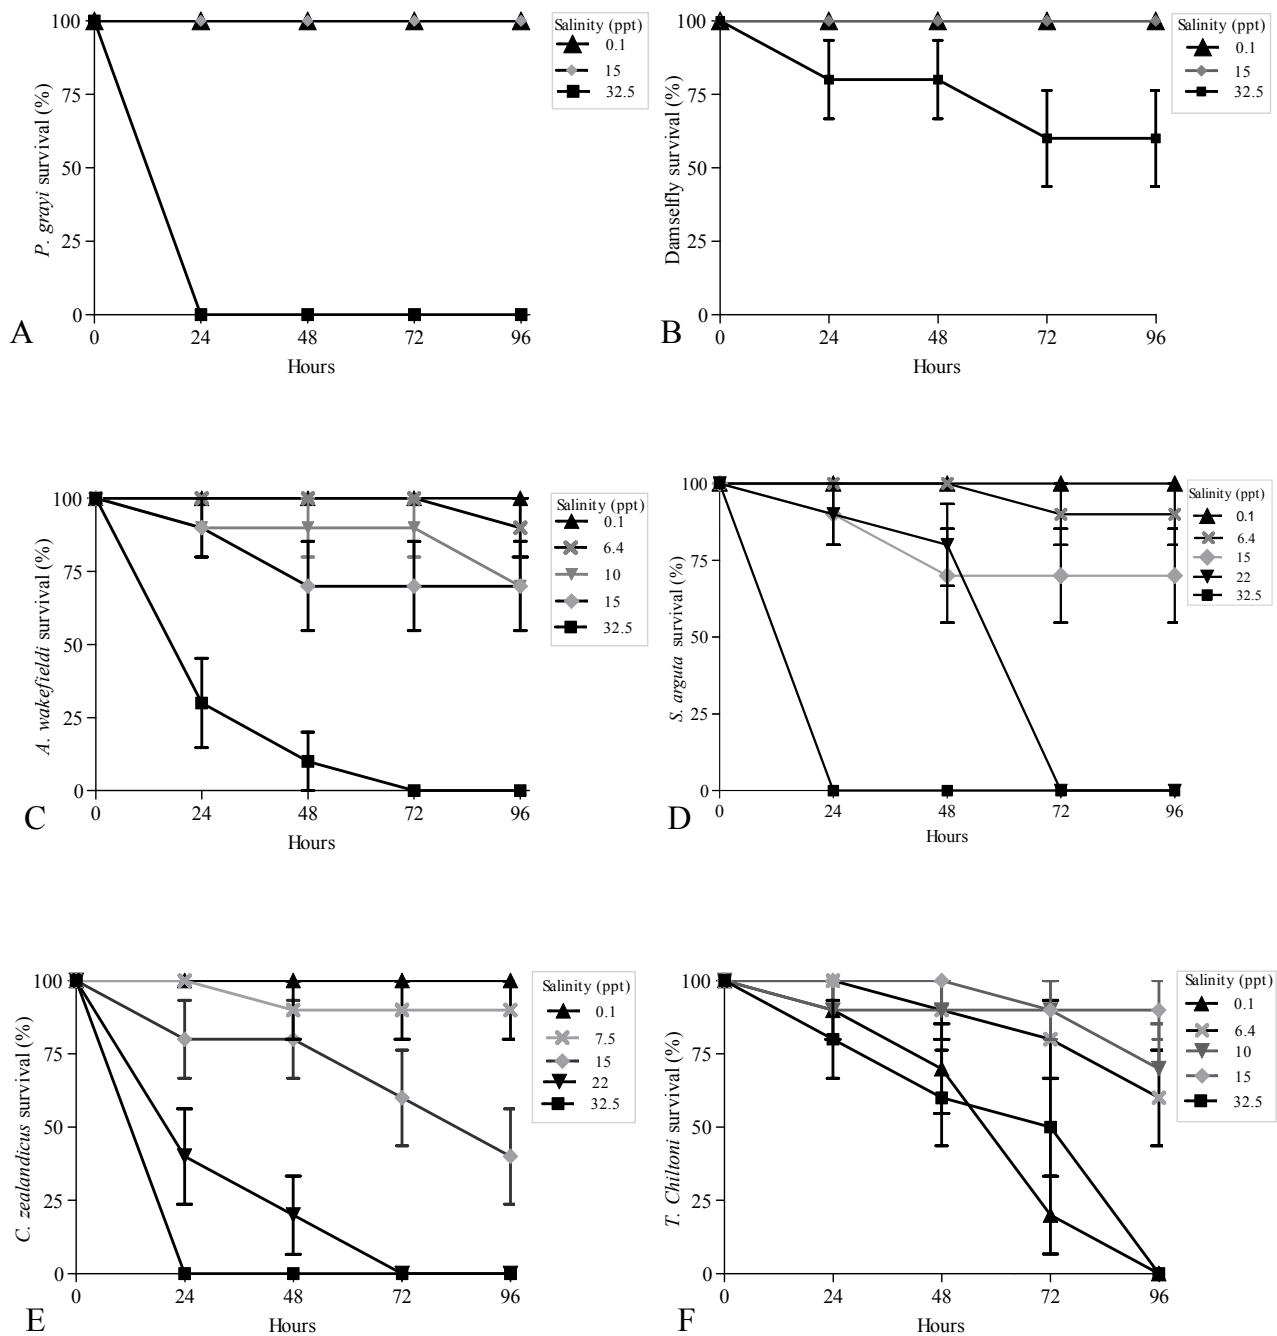 P. grayi survival (%)
100
75
50
25
0
0 24 48 72 96
Hours
A
Salinity (ppt)
0.1
15
32.5
Damselfly survival (%)
100
75
50
25
0
0 24 48 72 96
Hours
B
Salinity (ppt)
0.1
15
32.5
A. wakefieldi survival (%)
100
75
50
25
0
0 24 48 72 96
Hours
C
Salinity (ppt)
0.1
6.4
10
15
32.5
S. arguta survival (%)
100
75
50
25
0
0 24 48 72 96
Hours
D
Salinity (ppt)
0.1
6.4
15
22
32.5
C. zealandicus survival (%)
100
75
50
25
0
0 24 48 72 96
Hours
E
Salinity (ppt)
0.1
7.5
15
22
32.5
T. Chiltoni survival (%)
100
75
50
25
0
0 24 48 72 96
Hours
F
Salinity (ppt)
0.1
6.4
10
15
32.5